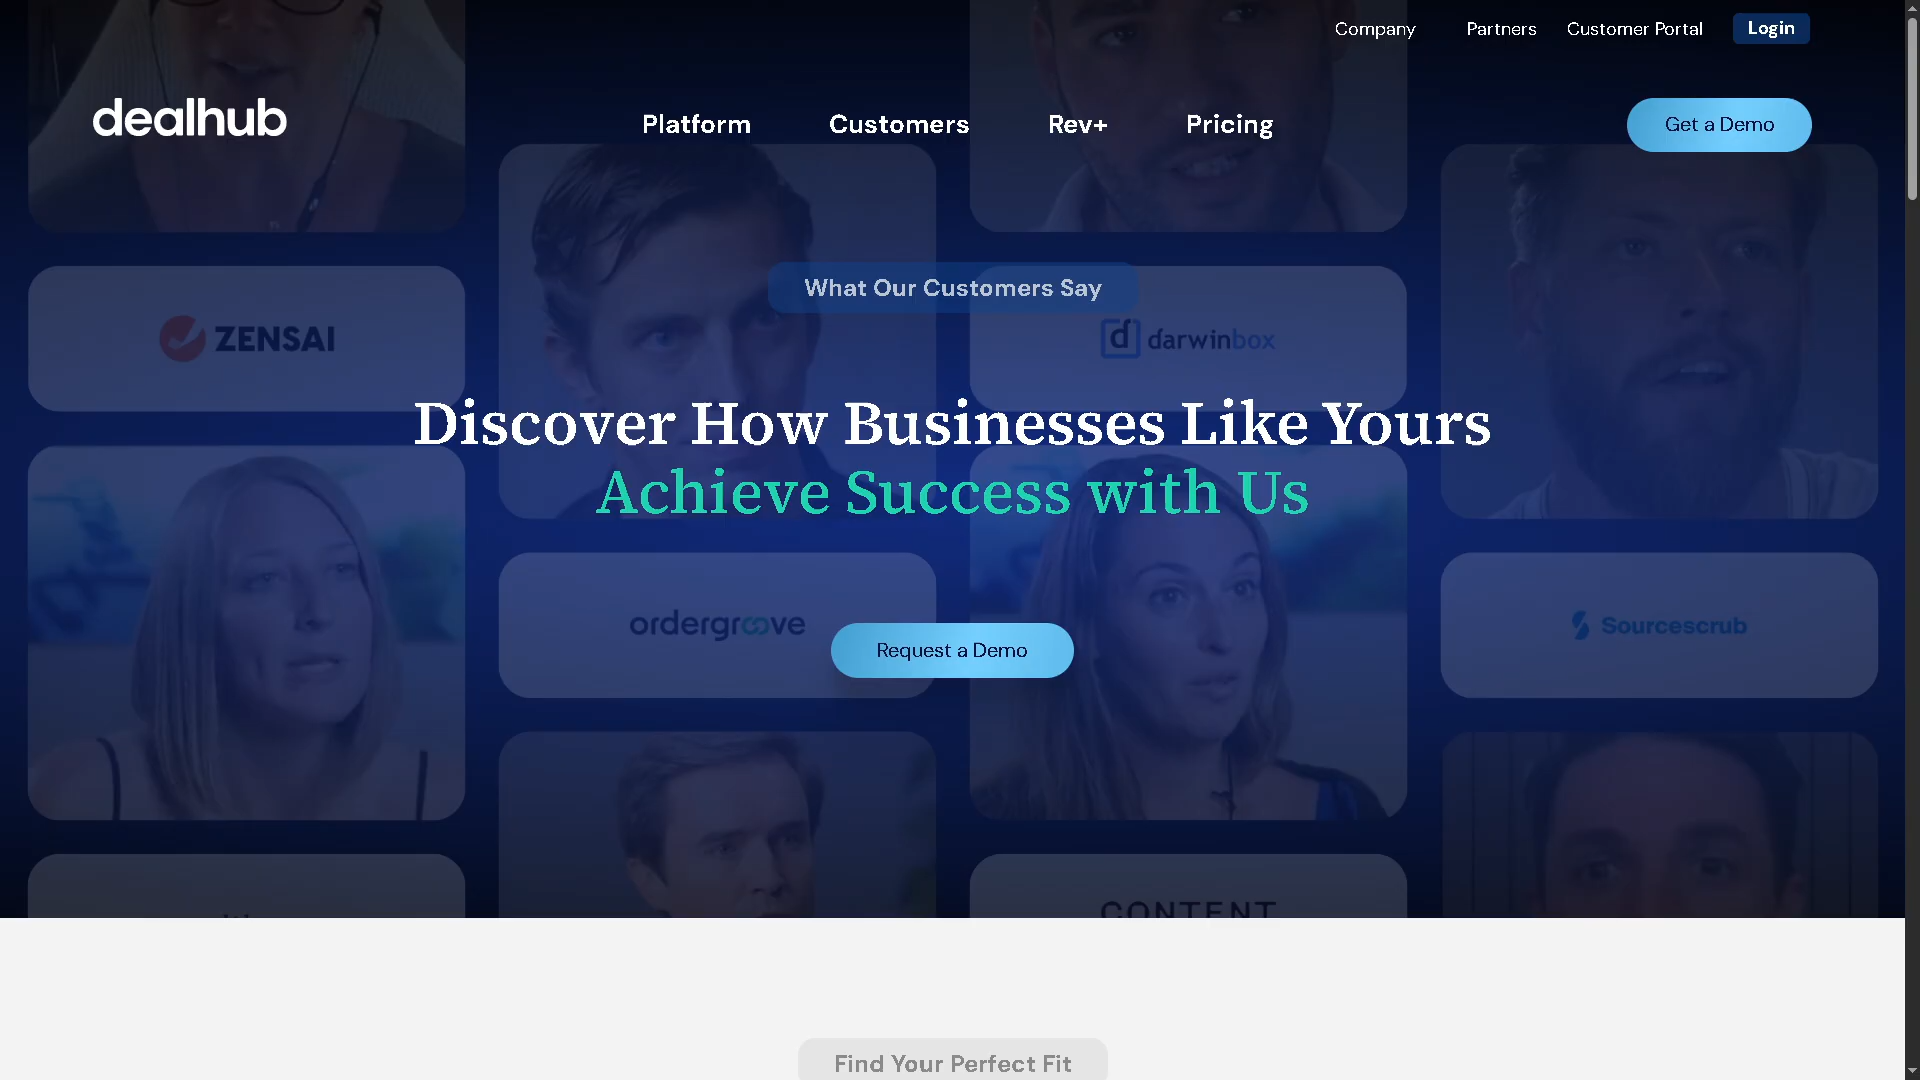 Company Partners Customer Portal Login
dealhub Platform Customers Rev+ Pricing Get a Demo
What Our Customers Say
ZENSAI
darwinbox
Discover How Businesses Like Yours
Achieve Success with Us
ordergroove
Sourcescrub
Request a Demo
CONTENT
Find Your Perfect Fit